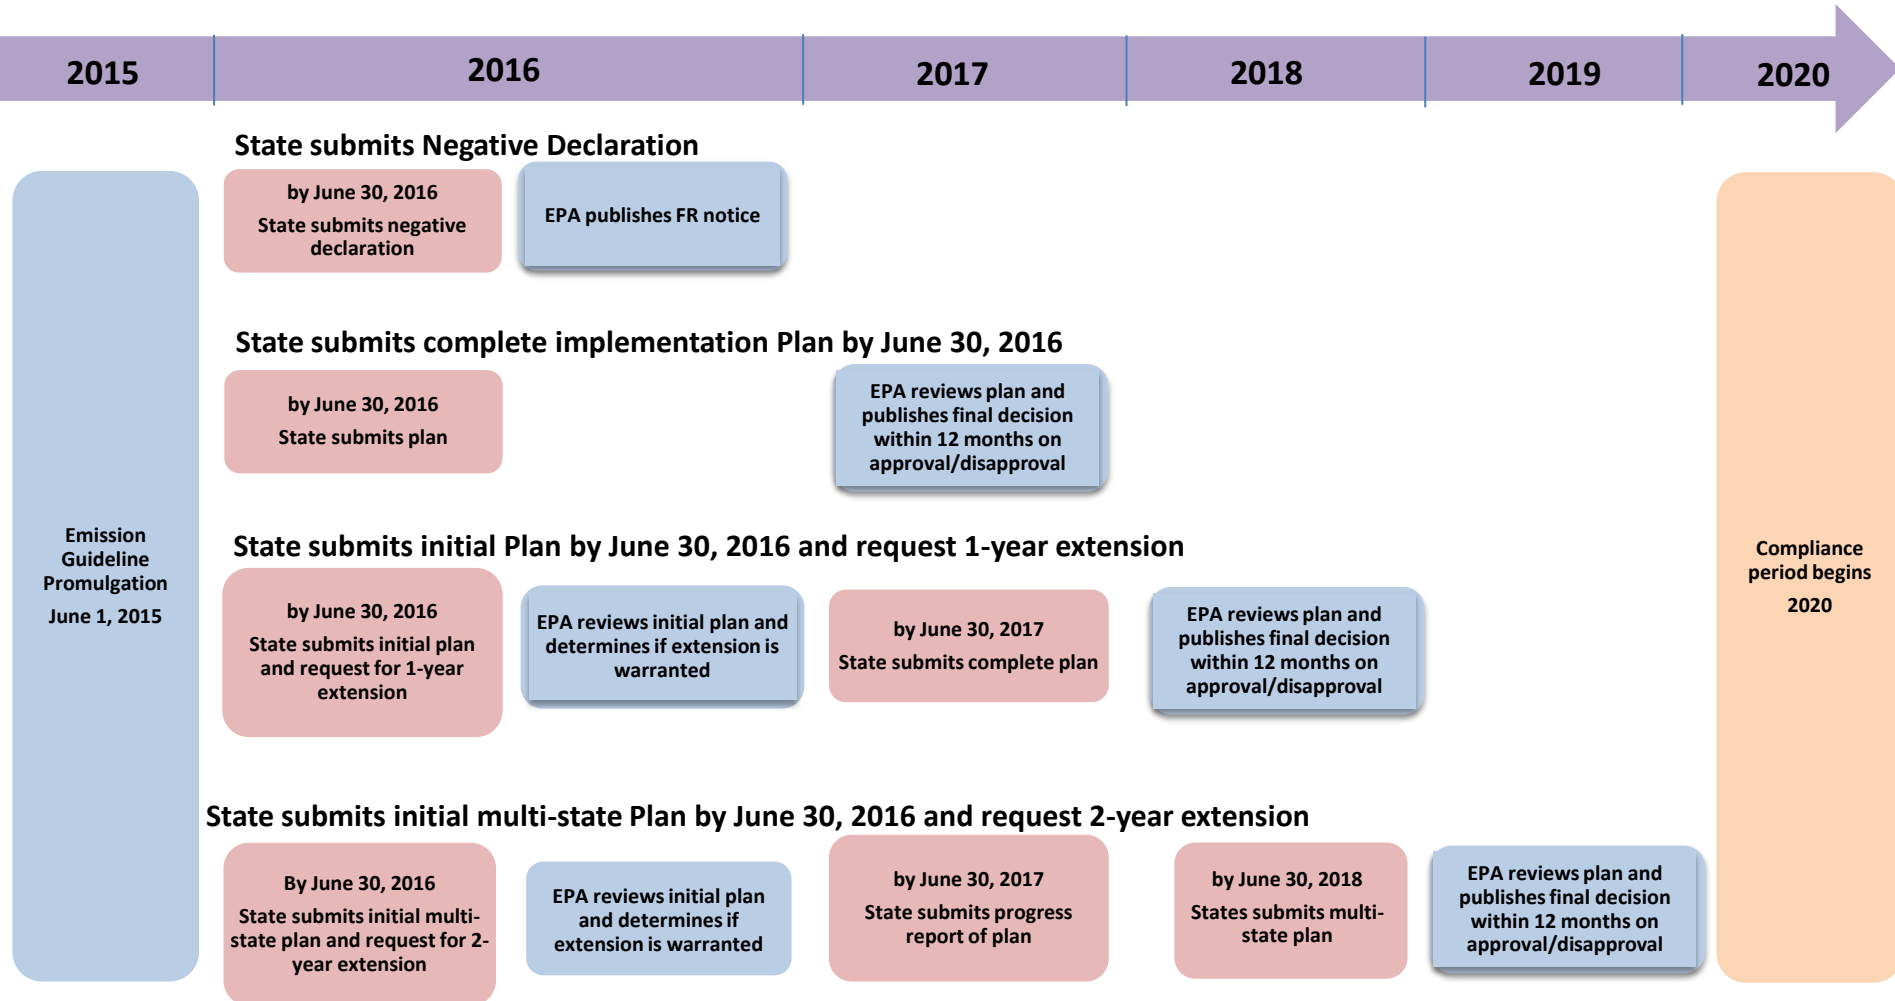 2015
2016
2017
2018
2019
2020
Emission
Guideline
Promulgation
June 1, 2015
State submits Negative Declaration
by June 30, 2016
State submits negative
declaration
EPA publishes FR notice
State submits complete implementation Plan by June 30, 2016
by June 30, 2016
State submits plan
EPA reviews plan and
publishes final decision
within 12 months on
approval/disapproval
State submits initial Plan by June 30, 2016 and request 1-year extension
by June 30, 2016
State submits initial plan
and request for 1-year
extension
EPA reviews initial plan and
determines if extension is
warranted
by June 30, 2017
State submits complete plan
EPA reviews plan and
publishes final decision
within 12 months on
approval/disapproval
State submits initial multi-state Plan by June 30, 2016 and request 2-year extension
By June 30, 2016
State submits initial multi-
state plan and request for 2-
year extension
EPA reviews initial plan
and determines if
extension is warranted
by June 30, 2017
State submits progress
report of plan
by June 30, 2018
States submits multi-
state plan
EPA reviews plan and
publishes final decision
within 12 months on
approval/disapproval
Compliance
period begins
2020